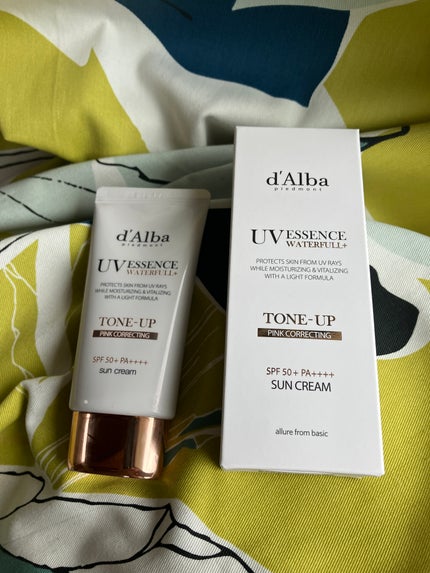 d'Alba
piedmont
UV ESSENCE
WATERFULL+
PROTECTS SKIN FROM UV RAYS
WHILE MOISTURIZING & VITALIZING
WITH A LIGHT FORMULA
TONE-UP
PINK CORRECTING
SPF 50+ PA++++
sun cream
d'Alba
piedmont
UV ESSENCE
WATERFULL+
PROTECTS SKIN FROM UV RAYS
WHILE MOISTURIZING & VITALIZING
WITH A LIGHT FORMULA
TONE-UP
PINK CORRECTING
SPF 50+ PA++++
SUN CREAM
allure from basic